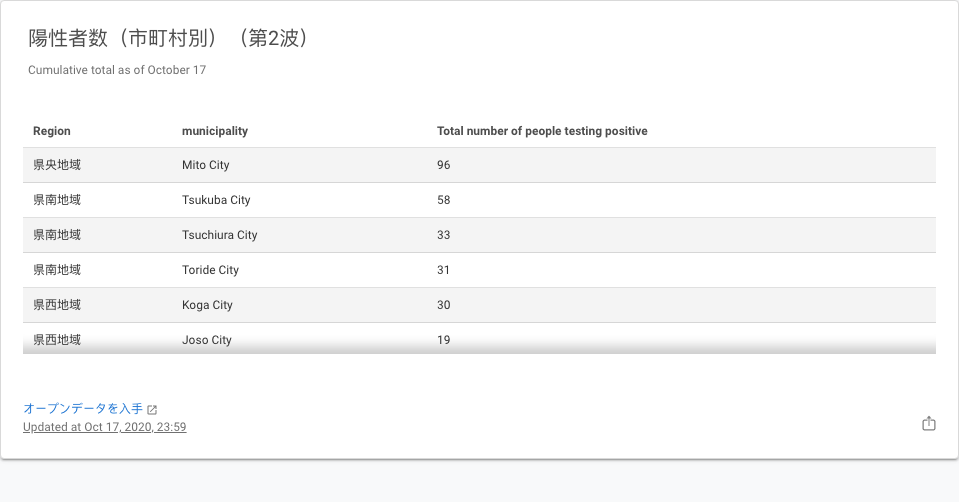 陽性者数（市町村別）（第2波）
Cumulative total as of October 17
Region municipality Total number of people testing positive
県央地域 Mito City 96
県南地域 Tsukuba City 58
県南地域 Tsuchiura City 33
県南地域 Toride City 31
県西地域 Koga City 30
県西地域 Joso City 19
オープンデータを入手
Updated at Oct 17, 2020, 23:59